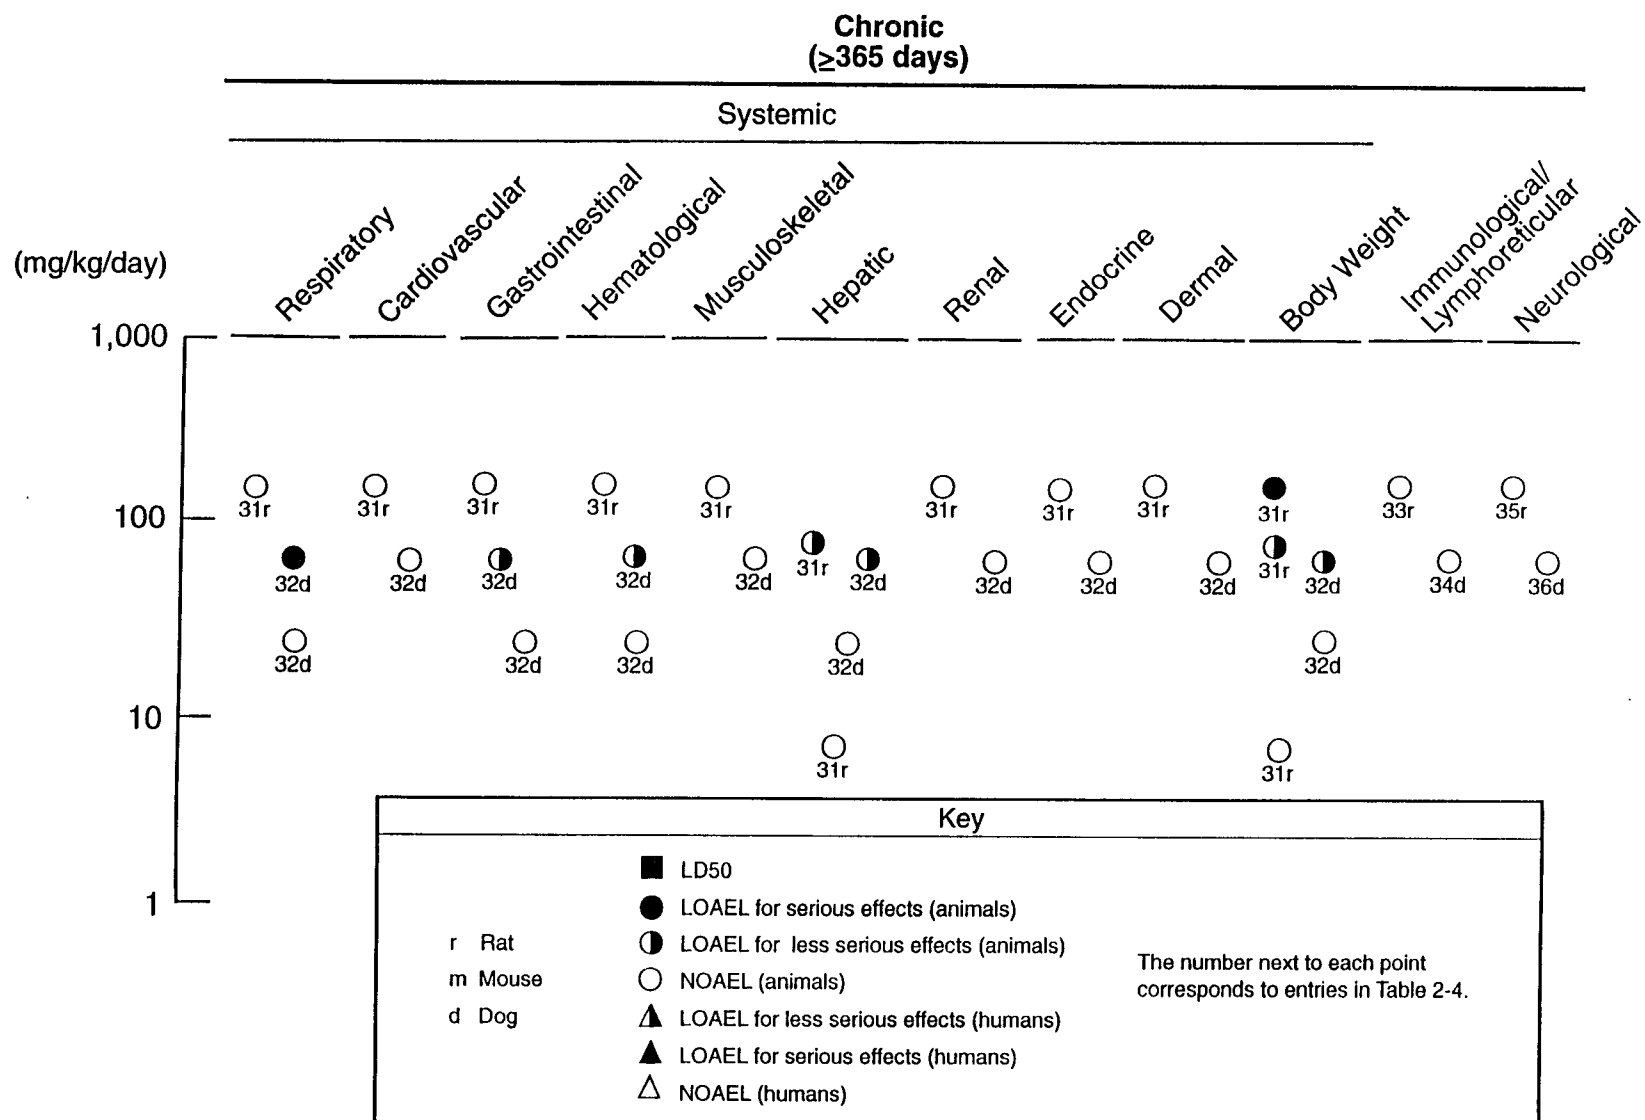 Chronic
(≥365 days)
Systemic
(mg/kg/day)
Respiratory
Cardiovascular
Gastrointestinal
Hematological
Musculoskeletal
Hepatic
Renal
Endocrine
Dermal
Body Weight
Immunological/
Lymphoreticular
Neurological
1,000
31r 31r 31r 31r 31r 31r 31r 31r 31r 33r 35r
100
32d 32d 32d 32d 32d 31r 32d 32d 32d 32d 31r 32d 34d 36d
32d 32d 32d 32d 32d
10
31r 31r
Key
1
LD50
LOAEL for serious effects (animals)
r Rat
LOAEL for less serious effects (animals)
m Mouse
NOAEL (animals)
d Dog
LOAEL for less serious effects (humans)
LOAEL for serious effects (humans)
NOAEL (humans)
The number next to each point
corresponds to entries in Table 2-4.